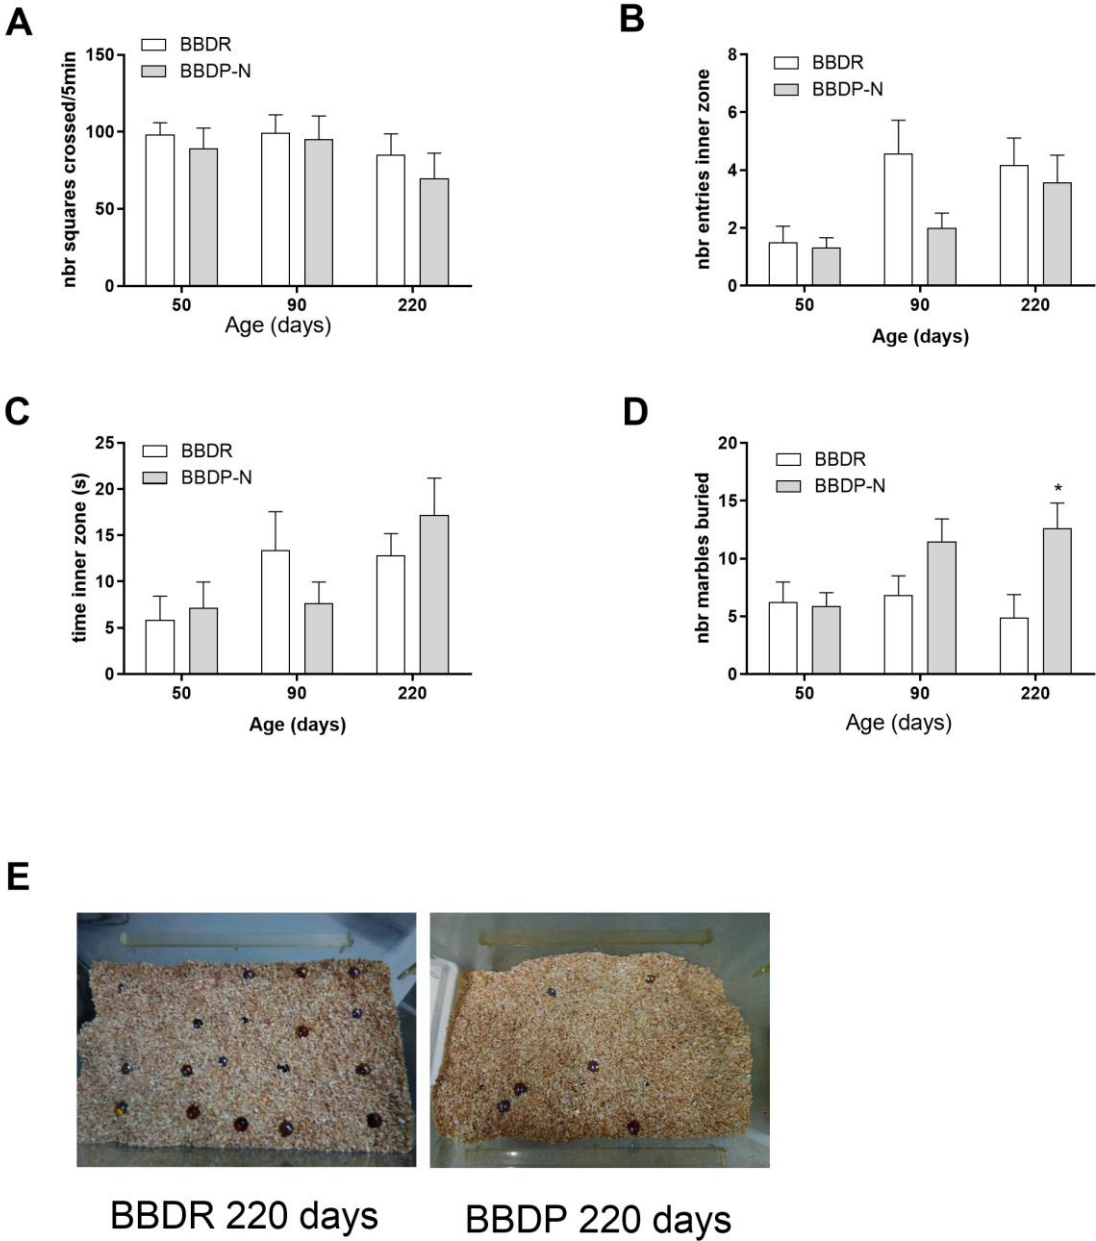 A
BBDR
BBDP-N
nbr squares crossed/5min
150
100
50
0
50 90 220
Age (days)
B
BBDR
BBDP-N
nbr entries inner zone
8
6
4
2
0
50 90 220
Age (days)
C
BBDR
BBDP-N
time inner zone (s)
25
20
15
10
5
0
50 90 220
Age (days)
D
BBDR
BBDP-N
*
nbr marbles buried
20
15
10
5
0
50 90 220
Age (days)
E
BBDR 220 days
BBDP 220 days